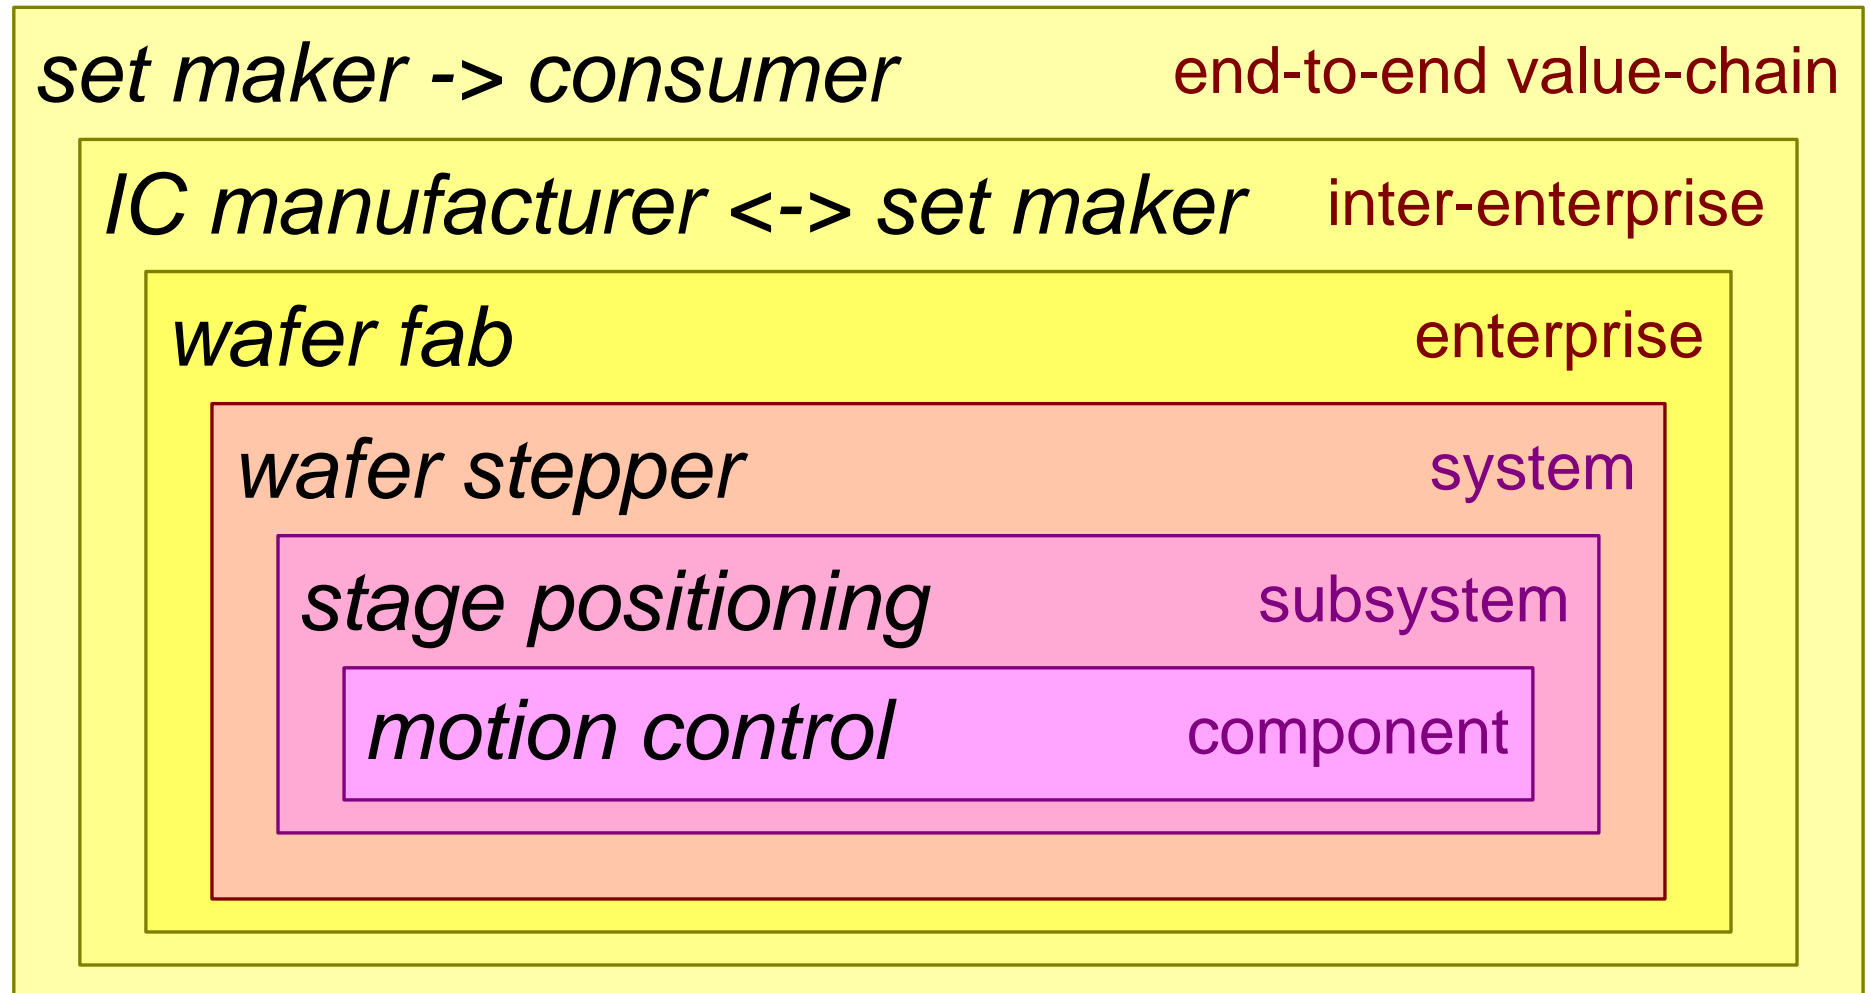 set maker -> consumer end-to-end value-chain
IC manufacturer <-> set maker inter-enterprise
wafer fab enterprise
wafer stepper system
stage positioning subsystem
motion control component